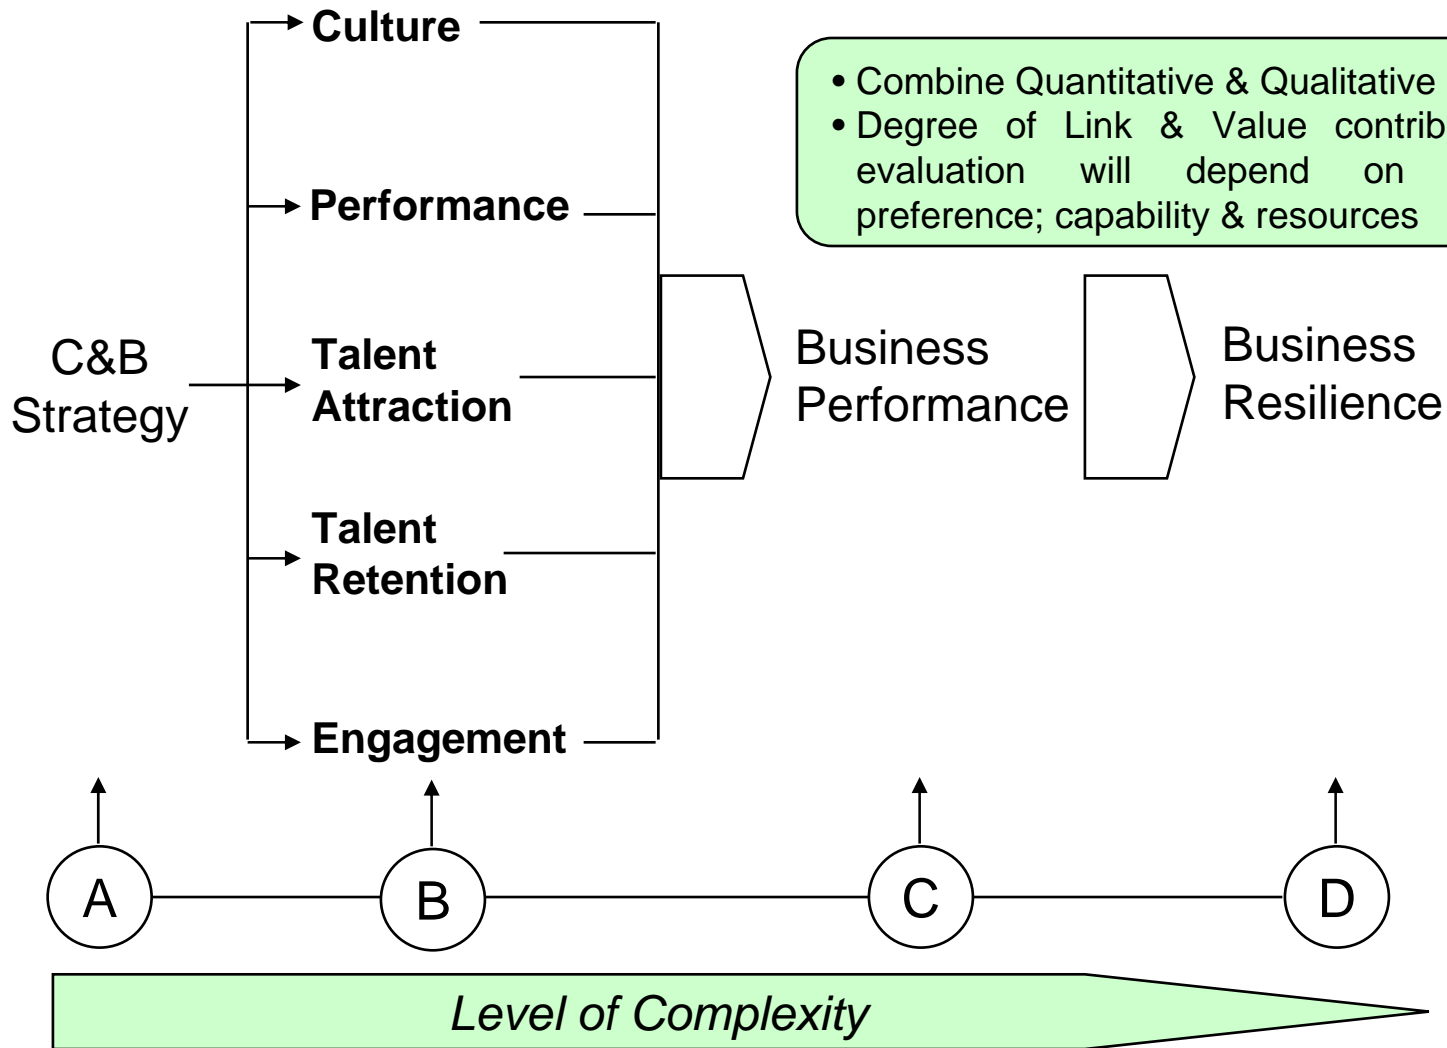 Culture
• Combine Quantitative & Qualitative
• Degree of Link & Value contrib
evaluation will depend on
preference; capability & resources
Performance
C&B
Strategy
Talent
Attraction
Business
Performance
Business
Resilience
Talent
Retention
Engagement
A
B
C
D
Level of Complexity